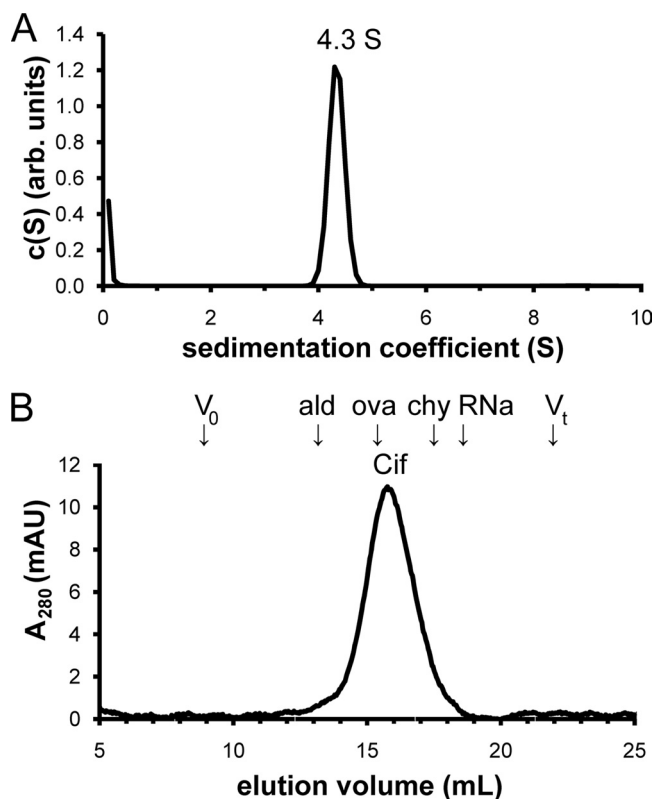 A
4.3 S
1.4
1.2
1.0
0.8
0.6
0.4
0.2
0.0
c(S) (arb. units)
0 2 4 6 8 10
sedimentation coefficient (S)
B
V0 ald ova chy RNa Vt
↓ ↓ ↓ ↓ ↓ ↓
Cif
12
10
8
6
4
2
0
A280 (mAU)
5 10 15 20 25
elution volume (mL)